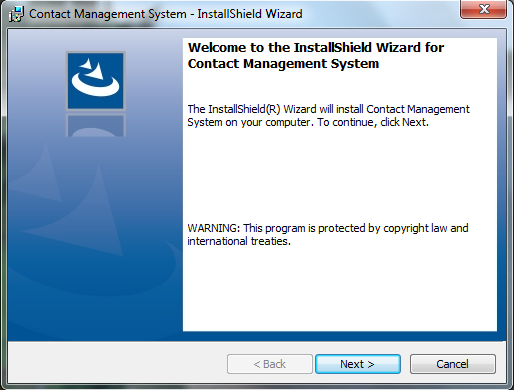 Contact Management System - InstallShield Wizard
Welcome to the InstallShield Wizard for
Contact Management System
The InstallShield(R) Wizard will install Contact Management
System on your computer. To continue, click Next.
WARNING: This program is protected by copyright law and
international treaties.
< Back
Next >
Cancel